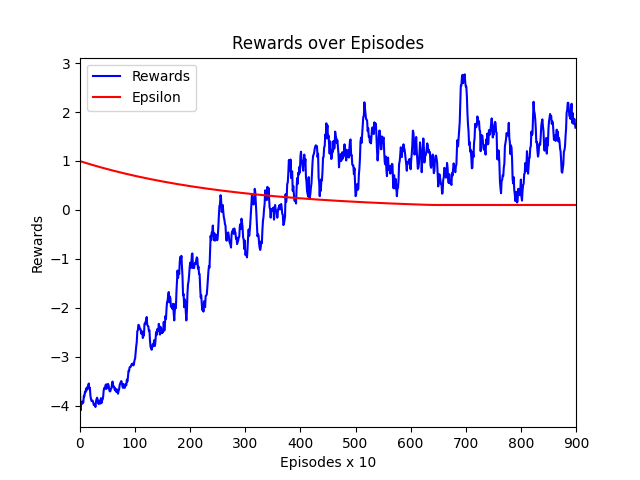 Rewards over Episodes
Rewards
Epsilon
3
2
1
0
−1
−2
−3
−4
Rewards
0 100 200 300 400 500 600 700 800 900
Episodes x 10